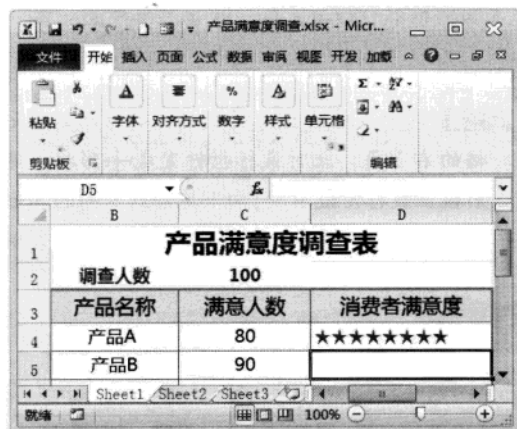 产品满意度调查.xlsx - Micr...
文件 开始 插入 页面 公式 数据 审阅 视图 开发 加载
粘贴 字体 对齐方式 数字 样式 单元格
剪贴板 编辑
D5 fx
B C D
1 产品满意度调查表
2 调查人数 100
3 产品名称 满意人数 消费者满意度
4 产品A 80 ★★★★★★★★
5 产品B 90
Sheet1 Sheet2 Sheet3
就绪 100%